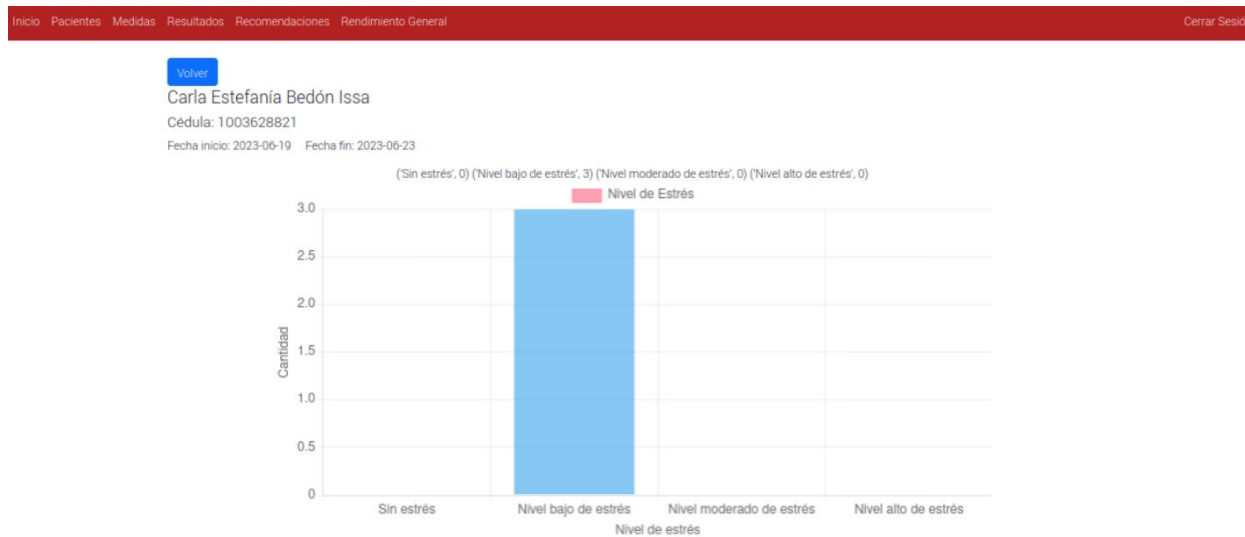 Inicio Pacientes Medidas Resultados Recomendaciones Rendimiento General Cerrar Sesió
Volver
Carla Estefanía Bedón Issa
Cédula: 1003628821
Fecha inicio: 2023-06-19 Fecha fin: 2023-06-23
('Sin estrés', 0) ('Nivel bajo de estrés', 3) ('Nivel moderado de estrés', 0) ('Nivel alto de estrés', 0)
Nivel de Estrés
3.0
2.5
2.0
1.5
1.0
0.5
0
Cantidad
Sin estrés Nivel bajo de estrés Nivel moderado de estrés Nivel alto de estrés
Nivel de estrés